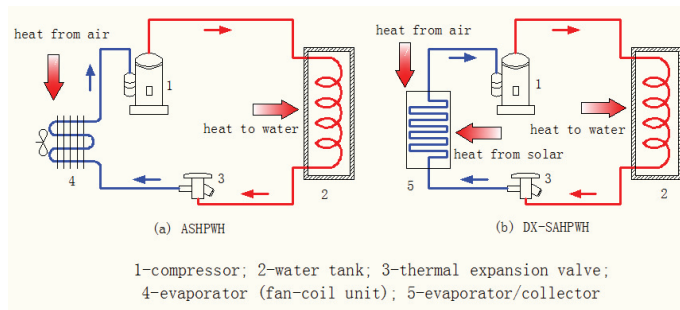 heat from air
1
heat to water
4
3
2
(a) ASHPWH
heat from air
1
heat to water
heat from solar
5
3
2
(b) DX-SAHPWH
1-compressor; 2-water tank; 3-thermal expansion valve;
4-evaporator (fan-coil unit); 5-evaporator/collector